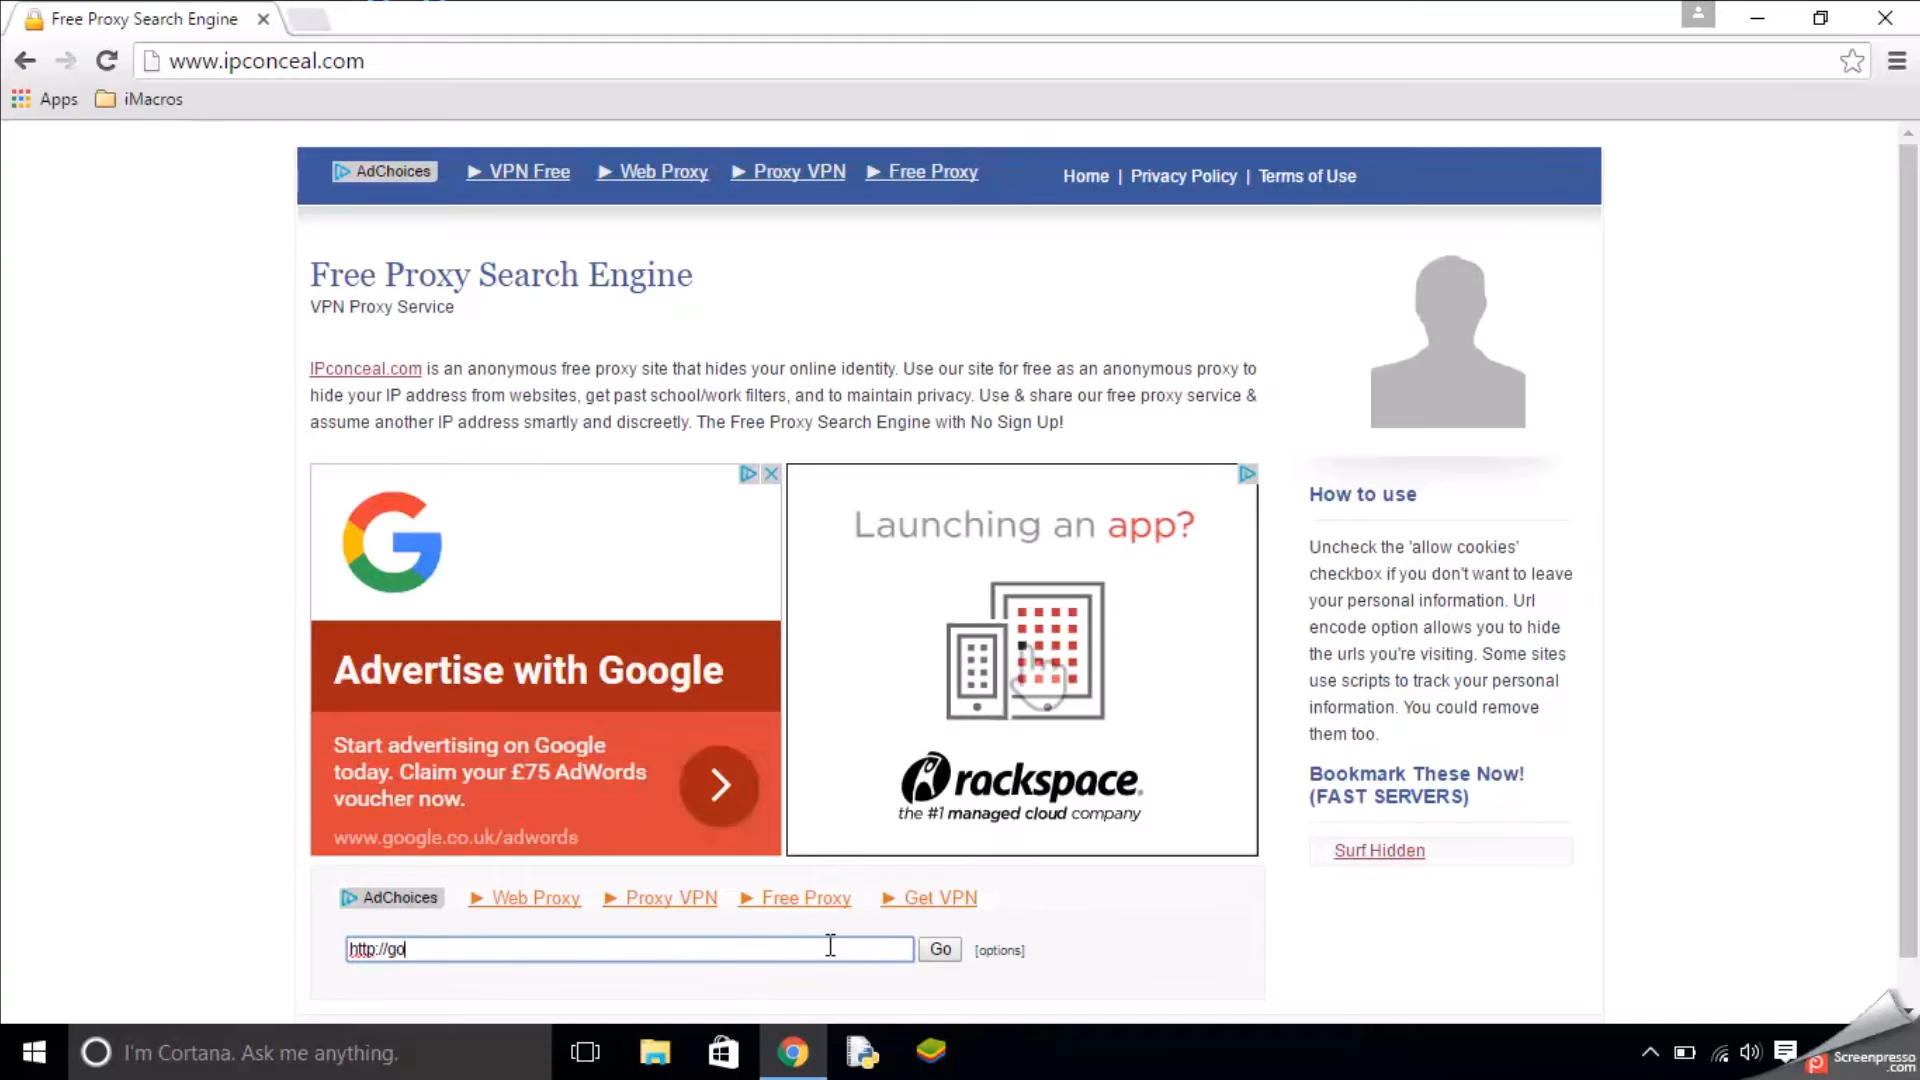 Free Proxy Search Engine
www.ipconceal.com
Apps iMacros
AdChoices ► VPN Free ► Web Proxy ► Proxy VPN ► Free Proxy Home | Privacy Policy | Terms of Use
Free Proxy Search Engine
VPN Proxy Service
IPconceal.com is an anonymous free proxy site that hides your online identity. Use our site for free as an anonymous proxy to
hide your IP address from websites, get past school/work filters, and to maintain privacy. Use & share our free proxy service &
assume another IP address smartly and discreetly. The Free Proxy Search Engine with No Sign Up!
G
Advertise with Google
Start advertising on Google
today. Claim your £75 AdWords
voucher now.
www.google.co.uk/adwords
Launching an app?
rackspace.
the #1 managed cloud company
How to use
Uncheck the 'allow cookies'
checkbox if you don't want to leave
your personal information. Url
encode option allows you to hide
the urls you're visiting. Some sites
use scripts to track your personal
information. You could remove
them too.
Bookmark These Now!
(FAST SERVERS)
Surf Hidden
AdChoices ► Web Proxy ► Proxy VPN ► Free Proxy ► Get VPN
http://go Go [options]
I'm Cortana. Ask me anything.
Screenpresso
.com